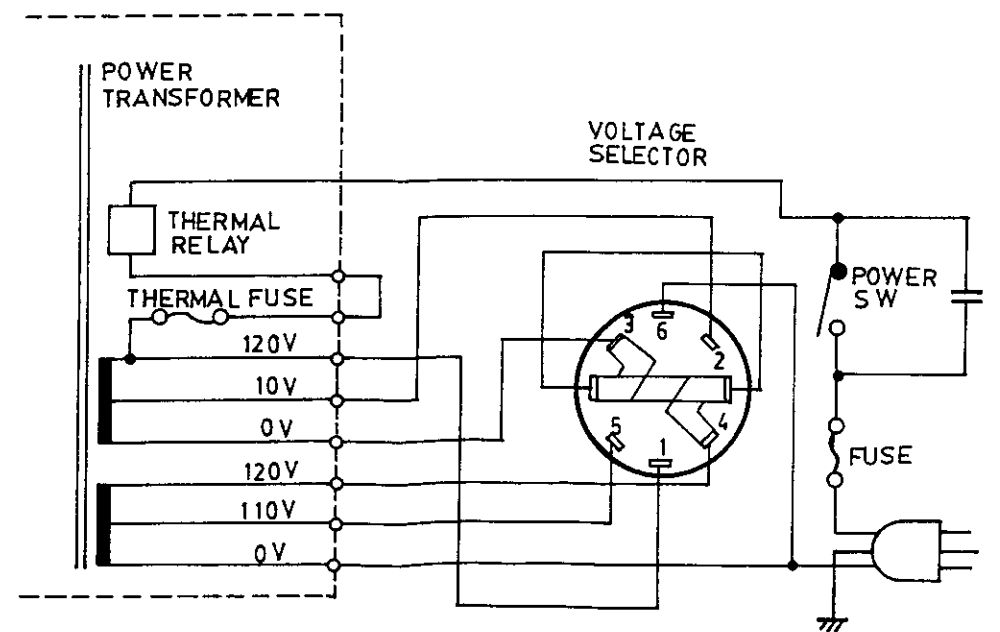 POWER
TRANSFORMER
VOLTAGE
SELECTOR
THERMAL
RELAY
THERMAL FUSE
120V
10V
0V
120V
110V
0V
3
6
2
5
1
4
POWER
SW
FUSE